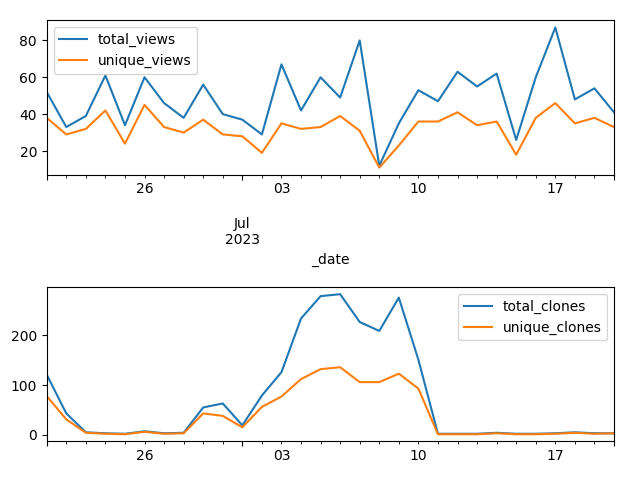 total_views
unique_views
80
60
40
20
26
03
10
17
Jul
2023
_date
total_clones
unique_clones
200
100
0
26
03
10
17